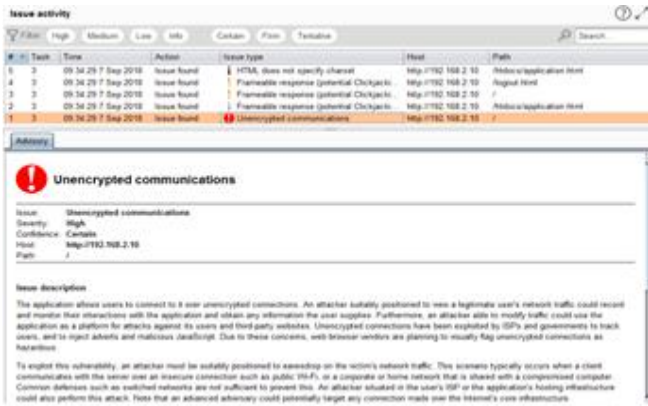 Issue activity
Filter High Medium Low Info Certain Firm Tentative Search
# Task Time Action Issue type Host Path
5 3 09:34:29 7 Sep 2018 Issue found HTML does not specify charset http://192.168.2.10 /htdocs/application.html
4 3 09:34:29 7 Sep 2018 Issue found Frameable response (potential Clickjacki... http://192.168.2.10 /logout.html
3 3 09:34:29 7 Sep 2018 Issue found Frameable response (potential Clickjacki... http://192.168.2.10 /
2 3 09:34:29 7 Sep 2018 Issue found Frameable response (potential Clickjacki... http://192.168.2.10 /htdocs/application.html
1 3 09:34:29 7 Sep 2018 Issue found Unencrypted communications http://192.168.2.10 /
Advisory
Unencrypted communications
Issue: Unencrypted communications
Severity: High
Confidence: Certain
Host: http://192.168.2.10
Path: /
Issue description
The application allows users to connect to it over unencrypted connections. An attacker suitably positioned to view a legitimate user's network traffic could record
and monitor their interactions with the application and obtain any information the user supplies. Furthermore, an attacker able to modify traffic could use the
application as a platform for attacks against its users and third-party websites. Unencrypted connections have been exploited by ISPs and governments to track
users, and to inject adverts and malicious JavaScript. Due to these concerns, web browser vendors are planning to visually flag unencrypted connections as
hazardous.
To exploit this vulnerability, an attacker must be suitably positioned to eavesdrop on the victim's network traffic. This scenario typically occurs when a client
communicates with the server over an insecure connection such as public Wi-Fi, or a corporate or home network that is shared with a compromised computer.
Common defenses such as switched networks are not sufficient to prevent this. An attacker situated in the user's ISP or the application's hosting infrastructure
could also perform this attack. Note that an advanced adversary could potentially target any connection made over the Internet's core infrastructure.